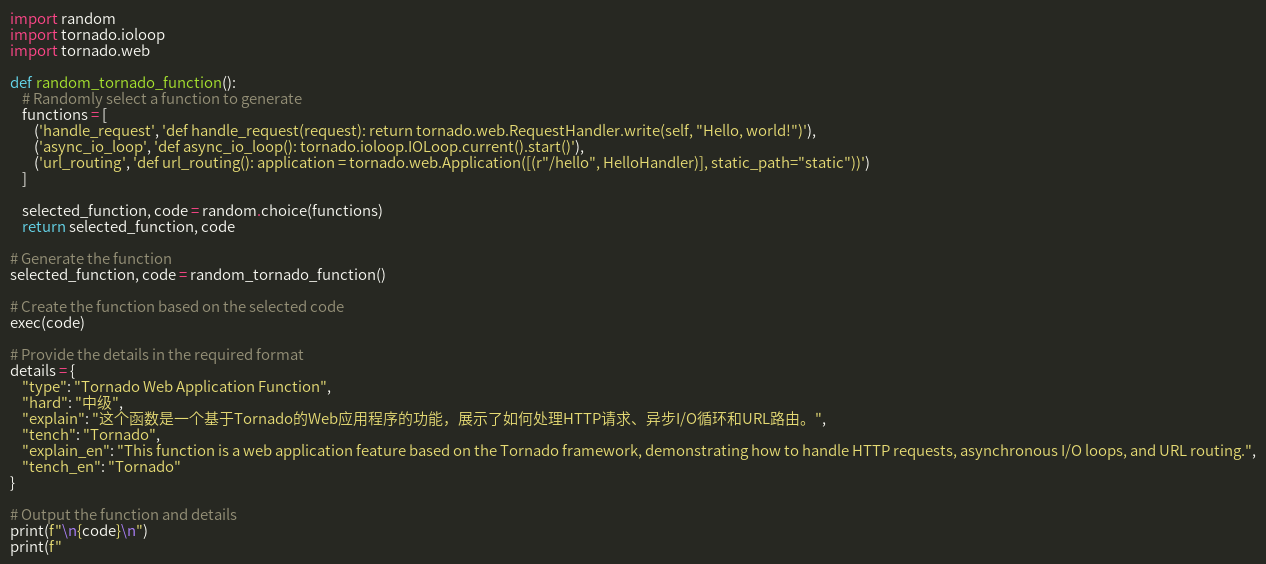 import random
import tornado.ioloop
import tornado.web

def random_tornado_function():
    # Randomly select a function to generate
    functions = [
        ('handle_request', 'def handle_request(request): return tornado.web.RequestHandler.write(self, "Hello, world!")'),
        ('async_io_loop', 'def async_io_loop(): tornado.ioloop.IOLoop.current().start()'),
        ('url_routing', 'def url_routing(): application = tornado.web.Application([(r"/hello", HelloHandler)], static_path="static"))')
    ]

    selected_function, code = random.choice(functions)
    return selected_function, code

# Generate the function
selected_function, code = random_tornado_function()

# Create the function based on the selected code
exec(code)

# Provide the details in the required format
details = {
    "type": "Tornado Web Application Function",
    "hard": "中级",
    "explain": "这个函数是一个基于Tornado的Web应用程序的功能，展示了如何处理HTTP请求、异步I/O循环和URL路由。",
    "tench": "Tornado",
    "explain_en": "This function is a web application feature based on the Tornado framework, demonstrating how to handle HTTP requests, asynchronous I/O loops, and URL routing.",
    "tench_en": "Tornado"
}

# Output the function and details
print(f"\n{code}\n")
print(f"